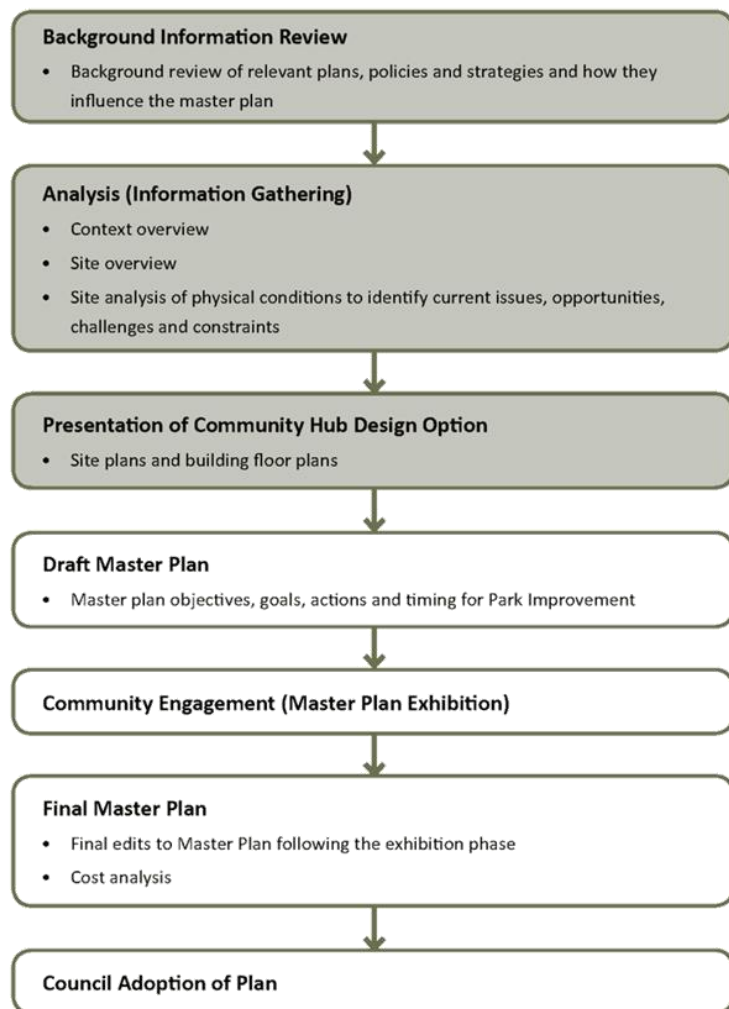 Background Information Review
• Background review of relevant plans, policies and strategies and how they
influence the master plan
Analysis (Information Gathering)
• Context overview
• Site overview
• Site analysis of physical conditions to identify current issues, opportunities,
challenges and constraints
Presentation of Community Hub Design Option
• Site plans and building floor plans
Draft Master Plan
• Master plan objectives, goals, actions and timing for Park Improvement
Community Engagement (Master Plan Exhibition)
Final Master Plan
• Final edits to Master Plan following the exhibition phase
• Cost analysis
Council Adoption of Plan